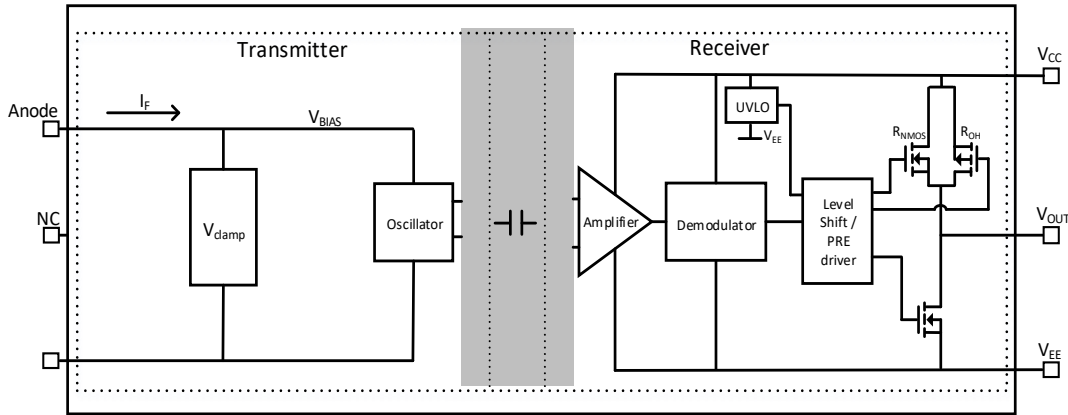 Transmitter
Receiver
VCC
Anode
IF
VBIAS
UVLO
VEE
RNMOS
ROH
NC
Vclamp
Oscillator
Amplifier
Demodulator
Level
Shift /
PRE
driver
VOUT
VEE